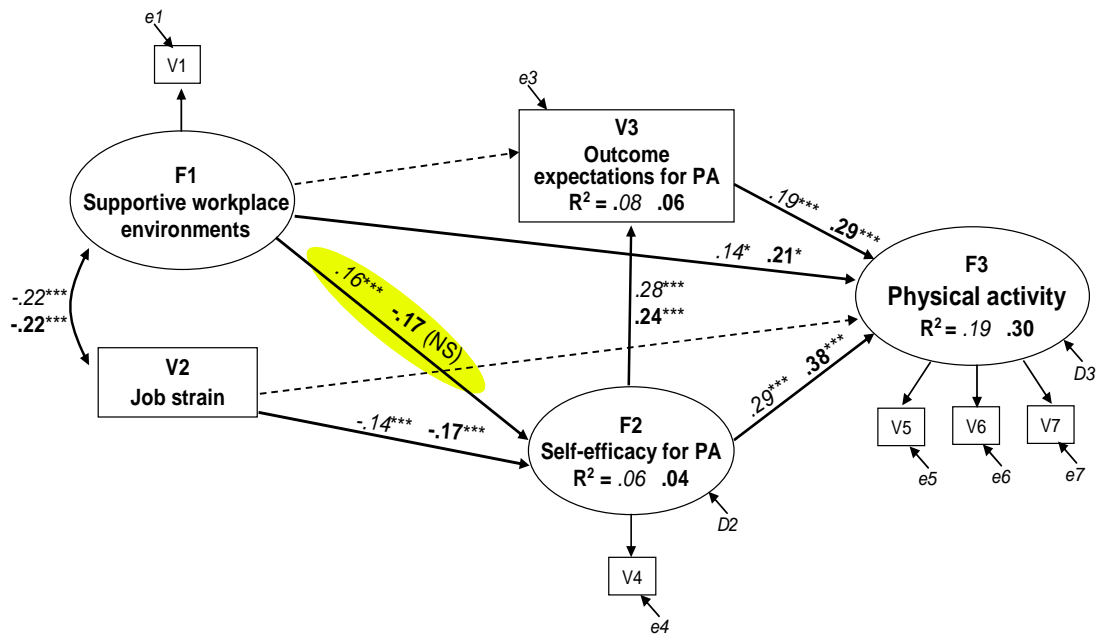 e1
V1
e3
V3
Outcome
expectations for PA
R² = .08 .06
F1
Supportive workplace
environments
.19*** .29***
.14* .21*
F3
Physical activity
R² = .19 .30
.16*** -.17 (NS)
-.22***
-.22***
.28***
.24***
V2
Job strain
.29*** .38***
D3
-.14*** -.17***
F2
Self-efficacy for PA
R² = .06 .04
V5
V6
V7
e5
e6
e7
D2
V4
e4